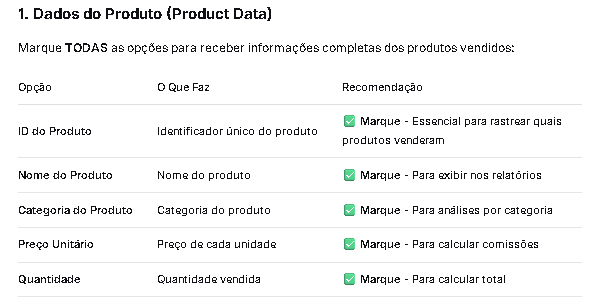 1. Dados do Produto (Product Data)
Marque TODAS as opções para receber informações completas dos produtos vendidos:
Opção O Que Faz Recomendação
ID do Produto Identificador único do produto ✅ Marque - Essencial para rastrear quais
produtos venderam
Nome do Produto Nome do produto ✅ Marque - Para exibir nos relatórios
Categoria do Produto Categoria do produto ✅ Marque - Para análises por categoria
Preço Unitário Preço de cada unidade ✅ Marque - Para calcular comissões
Quantidade Quantidade vendida ✅ Marque - Para calcular total